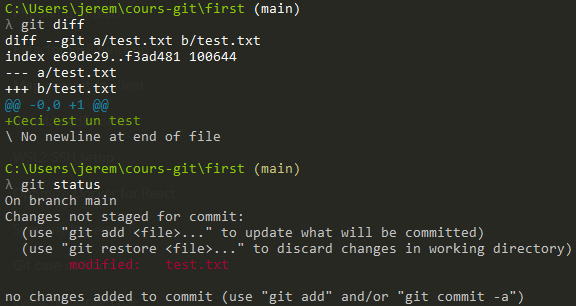 C:\Users\jerem\cours-git\first (main)
λ git diff
diff --git a/test.txt b/test.txt
index e69de29..f3ad481 100644
--- a/test.txt
+++ b/test.txt
@@ -0,0 +1 @@
+Ceci est un test
\ No newline at end of file
C:\Users\jerem\cours-git\first (main)
λ git status
On branch main
Changes not staged for commit:
  (use "git add <file>..." to update what will be committed)
  (use "git restore <file>..." to discard changes in working directory)
        modified:   test.txt
no changes added to commit (use "git add" and/or "git commit -a")